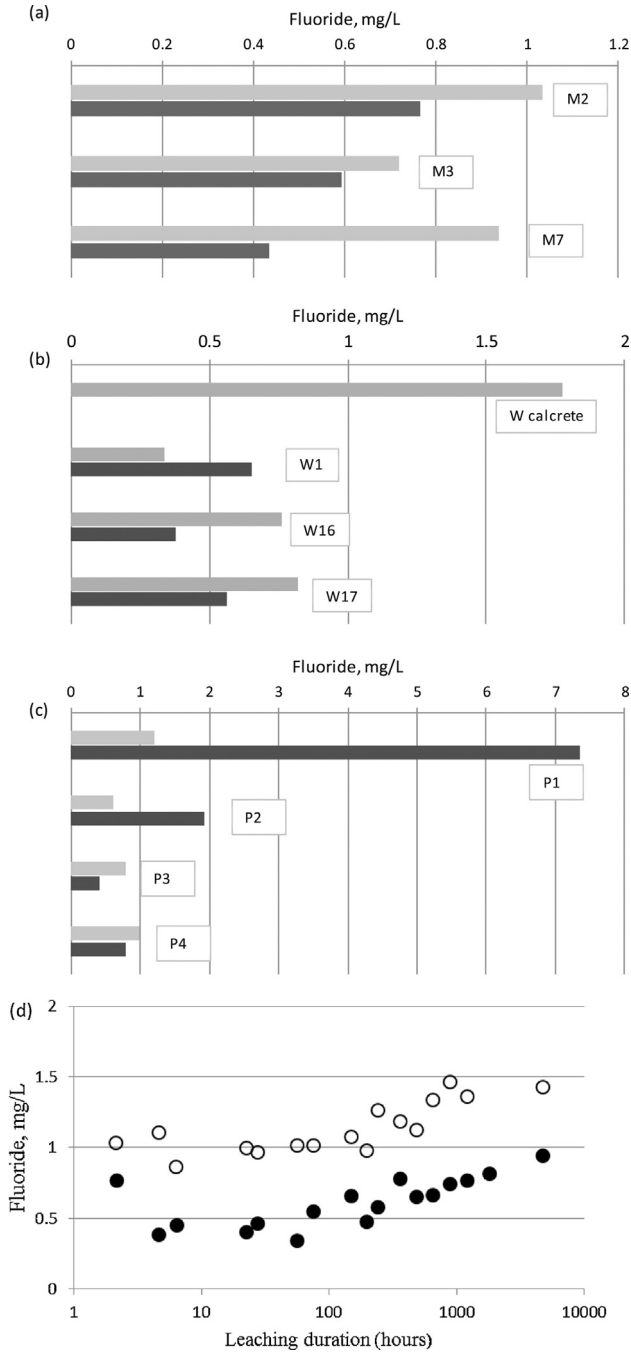 (a)
Fluoride, mg/L
0 0.2 0.4 0.6 0.8 1 1.2
M2
M3
M7
Fluoride, mg/L
0 0.5 1 1.5 2
(b)
W calcrete
W1
W16
W17
Fluoride, mg/L
0 1 2 3 4 5 6 7 8
(c)
P1
P2
P3
P4
(d)
2
1.5
1
0.5
0
Fluoride, mg/L
1 10 100 1000 10000
Leaching duration (hours)